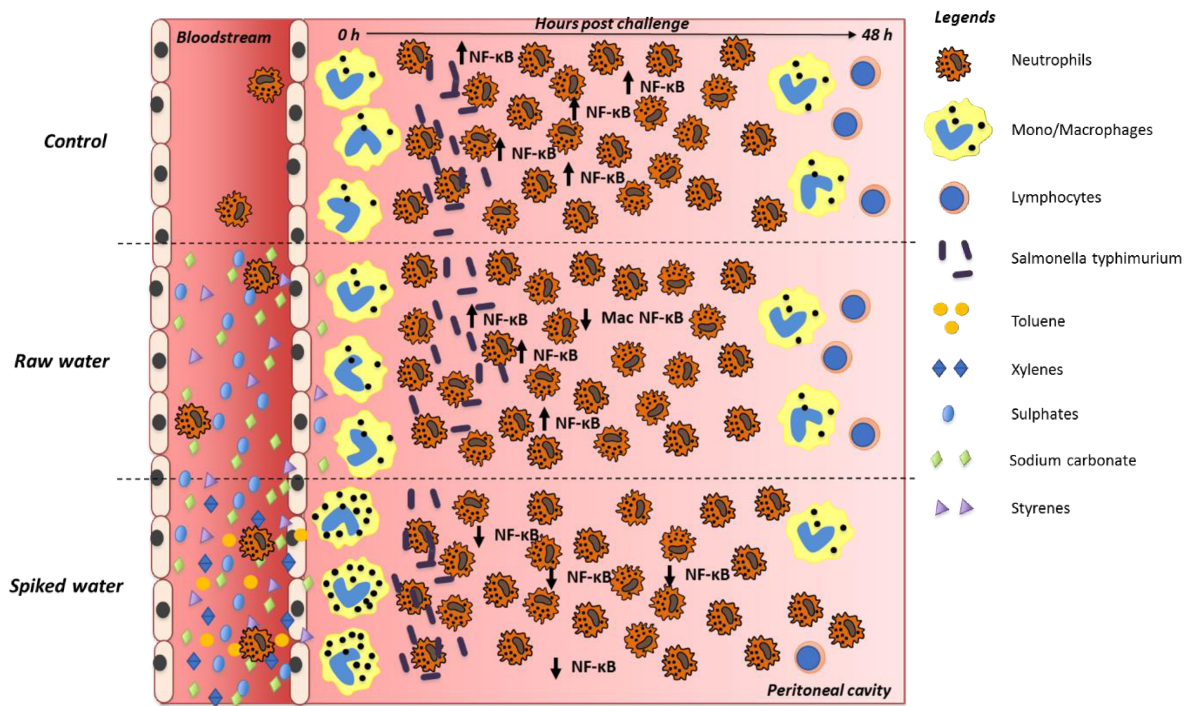 Hours post challenge
Bloodstream
0 h
48 h
Control
NF-κB
NF-κB
NF-κB
NF-κB
NF-κB
Raw water
NF-κB
Mac NF-κB
NF-κB
NF-κB
Spiked water
NF-κB
NF-κB
NF-κB
NF-κB
Peritoneal cavity
Legends
Neutrophils
Mono/Macrophages
Lymphocytes
Salmonella typhimurium
Toluene
Xylenes
Sulphates
Sodium carbonate
Styrenes